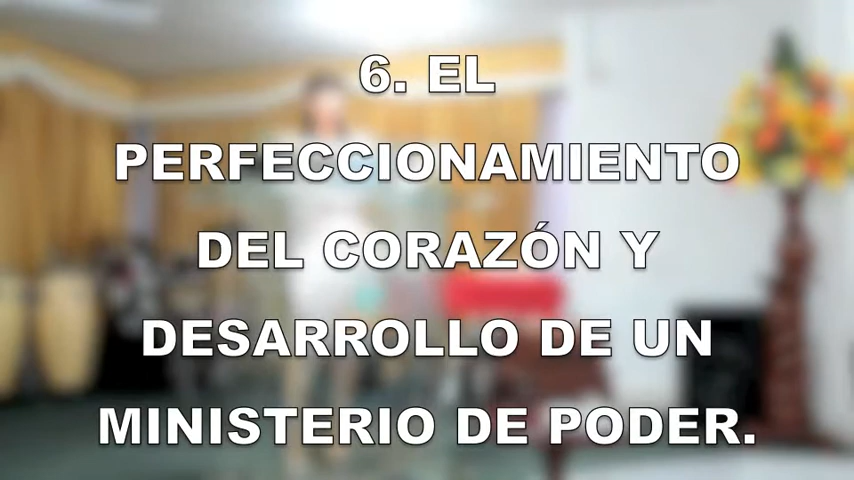 6. EL
PERFECCIONAMIENTO
DEL CORAZÓN Y
DESARROLLO DE UN
MINISTERIO DE PODER.